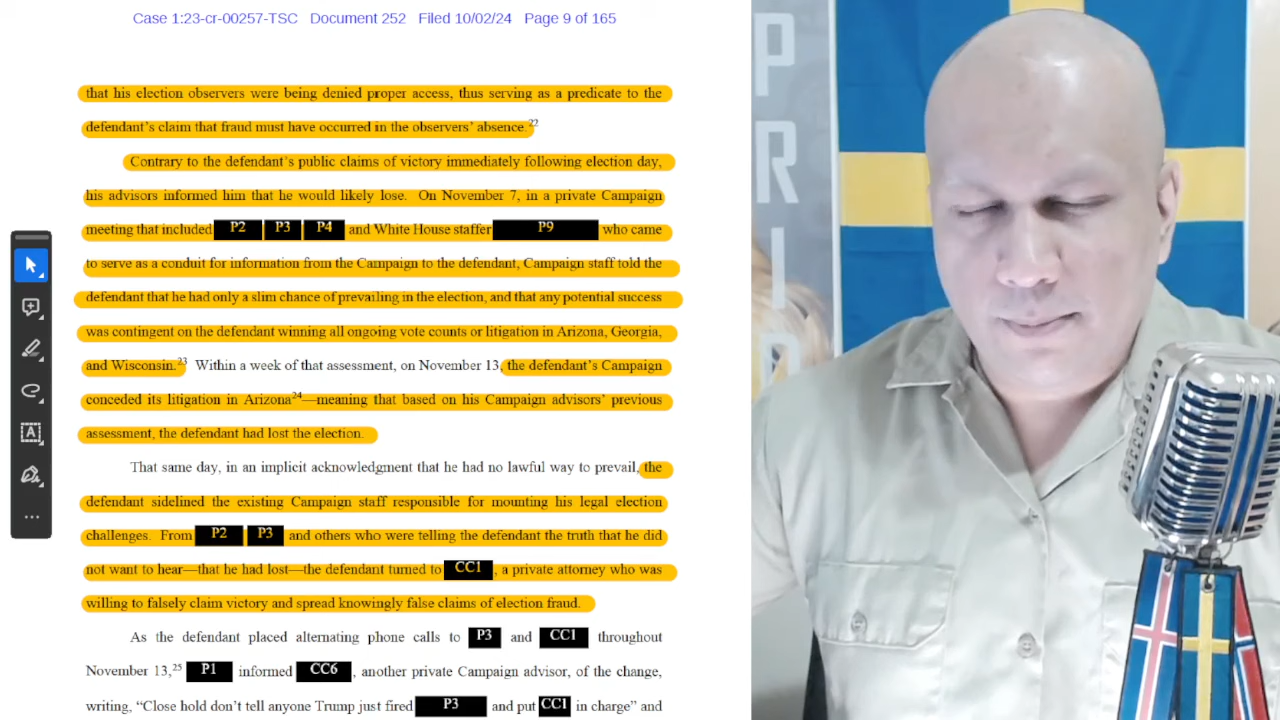 Case 1:23-cr-00257-TSC Document 252 Filed 10/02/24 Page 9 of 165
that his election observers were being denied proper access, thus serving as a predicate to the
defendant's claim that fraud must have occurred in the observers' absence.22
Contrary to the defendant's public claims of victory immediately following election day,
his advisors informed him that he would likely lose. On November 7, in a private Campaign
meeting that included P2 P3 P4 and White House staffer P9 who came
to serve as a conduit for information from the Campaign to the defendant, Campaign staff told the
defendant that he had only a slim chance of prevailing in the election, and that any potential success
was contingent on the defendant winning all ongoing vote counts or litigation in Arizona, Georgia,
and Wisconsin.23 Within a week of that assessment, on November 13, the defendant's Campaign
conceded its litigation in Arizona24—meaning that based on his Campaign advisors' previous
assessment, the defendant had lost the election.
That same day, in an implicit acknowledgment that he had no lawful way to prevail, the
defendant sidelined the existing Campaign staff responsible for mounting his legal election
challenges. From P2 P3 and others who were telling the defendant the truth that he did
not want to hear—that he had lost—the defendant turned to CC1, a private attorney who was
willing to falsely claim victory and spread knowingly false claims of election fraud.
As the defendant placed alternating phone calls to P3 and CC1 throughout
November 13,25 P1 informed CC6, another private Campaign advisor, of the change,
writing, “Close hold don't tell anyone Trump just fired P3 and put CC1 in charge” and
A
PRID